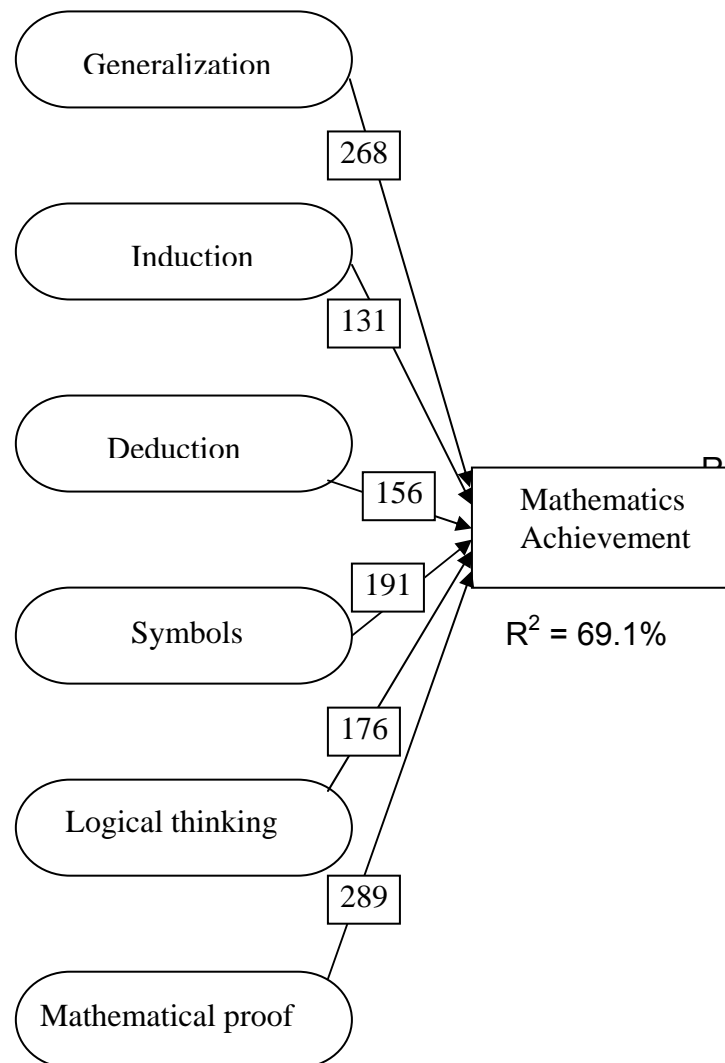 Generalization
268
Induction
131
Deduction
156
R
Mathematics
Achievement
191
Symbols
R² = 69.1%
176
Logical thinking
289
Mathematical proof